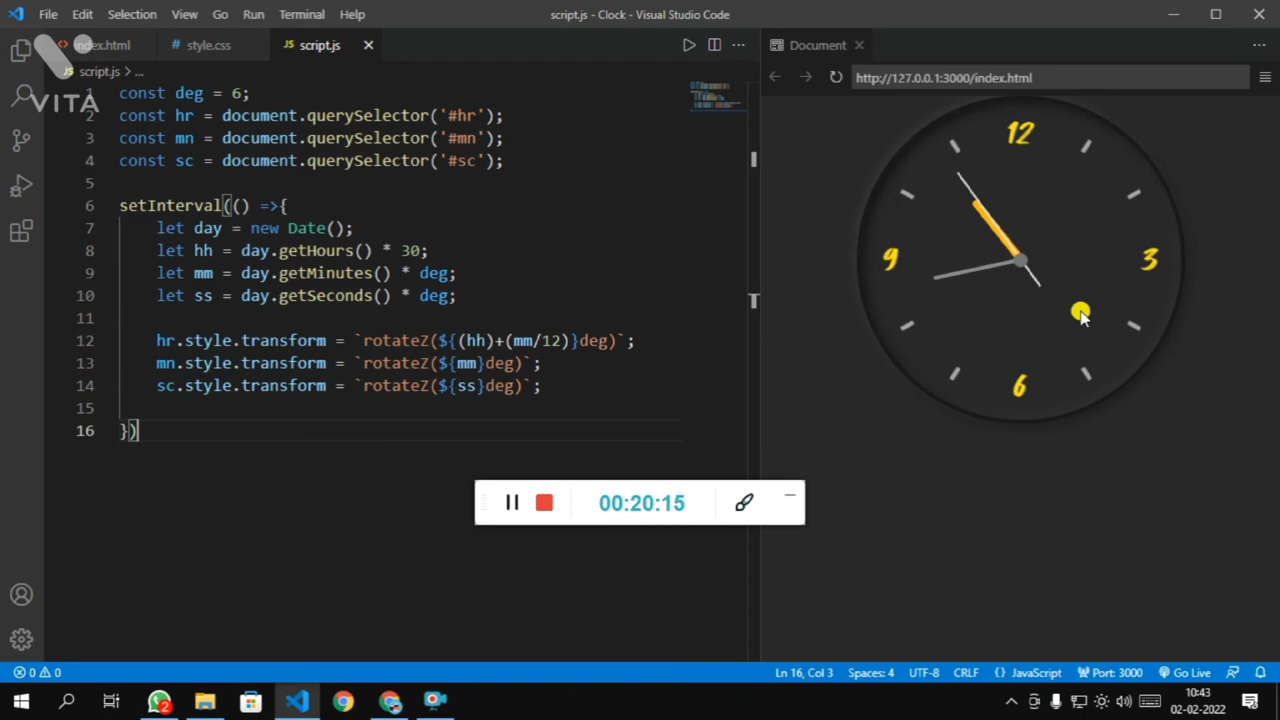 File Edit Selection View Go Run Terminal Help
script.js - Clock - Visual Studio Code
index.html
style.css
JS script.js
Document
JS script.js > ...
http://127.0.0.1:3000/index.html
VITA
1 const deg = 6;
2 const hr = document.querySelector('#hr');
3 const mn = document.querySelector('#mn');
4 const sc = document.querySelector('#sc');
5
6 setInterval(() =>{
7 let day = new Date();
8 let hh = day.getHours() * 30;
9 let mm = day.getMinutes() * deg;
10 let ss = day.getSeconds() * deg;
11
12 hr.style.transform = `rotateZ(${(hh)+(mm/12)}deg)`;
13 mn.style.transform = `rotateZ(${mm}deg)`;
14 sc.style.transform = `rotateZ(${ss}deg)`;
15
16 })
12
9
3
6
00:20:15
0 0
Ln 16, Col 3
Spaces: 4
UTF-8
CRLF
{} JavaScript
Port: 3000
Go Live
2
10:43
02-02-2022